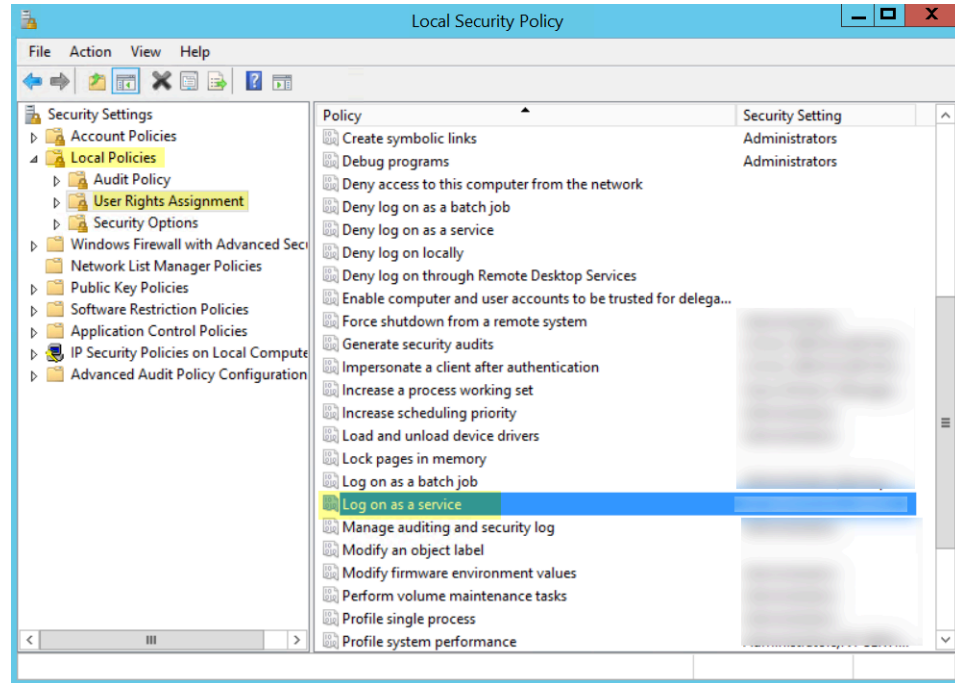 Local Security Policy
File Action View Help
Security Settings
Account Policies
Local Policies
Audit Policy
User Rights Assignment
Security Options
Windows Firewall with Advanced Secu
Network List Manager Policies
Public Key Policies
Software Restriction Policies
Application Control Policies
IP Security Policies on Local Compute
Advanced Audit Policy Configuration
Policy Security Setting
Create symbolic links Administrators
Debug programs Administrators
Deny access to this computer from the network
Deny log on as a batch job
Deny log on as a service
Deny log on locally
Deny log on through Remote Desktop Services
Enable computer and user accounts to be trusted for delega...
Force shutdown from a remote system
Generate security audits
Impersonate a client after authentication
Increase a process working set
Increase scheduling priority
Load and unload device drivers
Lock pages in memory
Log on as a batch job
Log on as a service
Manage auditing and security log
Modify an object label
Modify firmware environment values
Perform volume maintenance tasks
Profile single process
Profile system performance